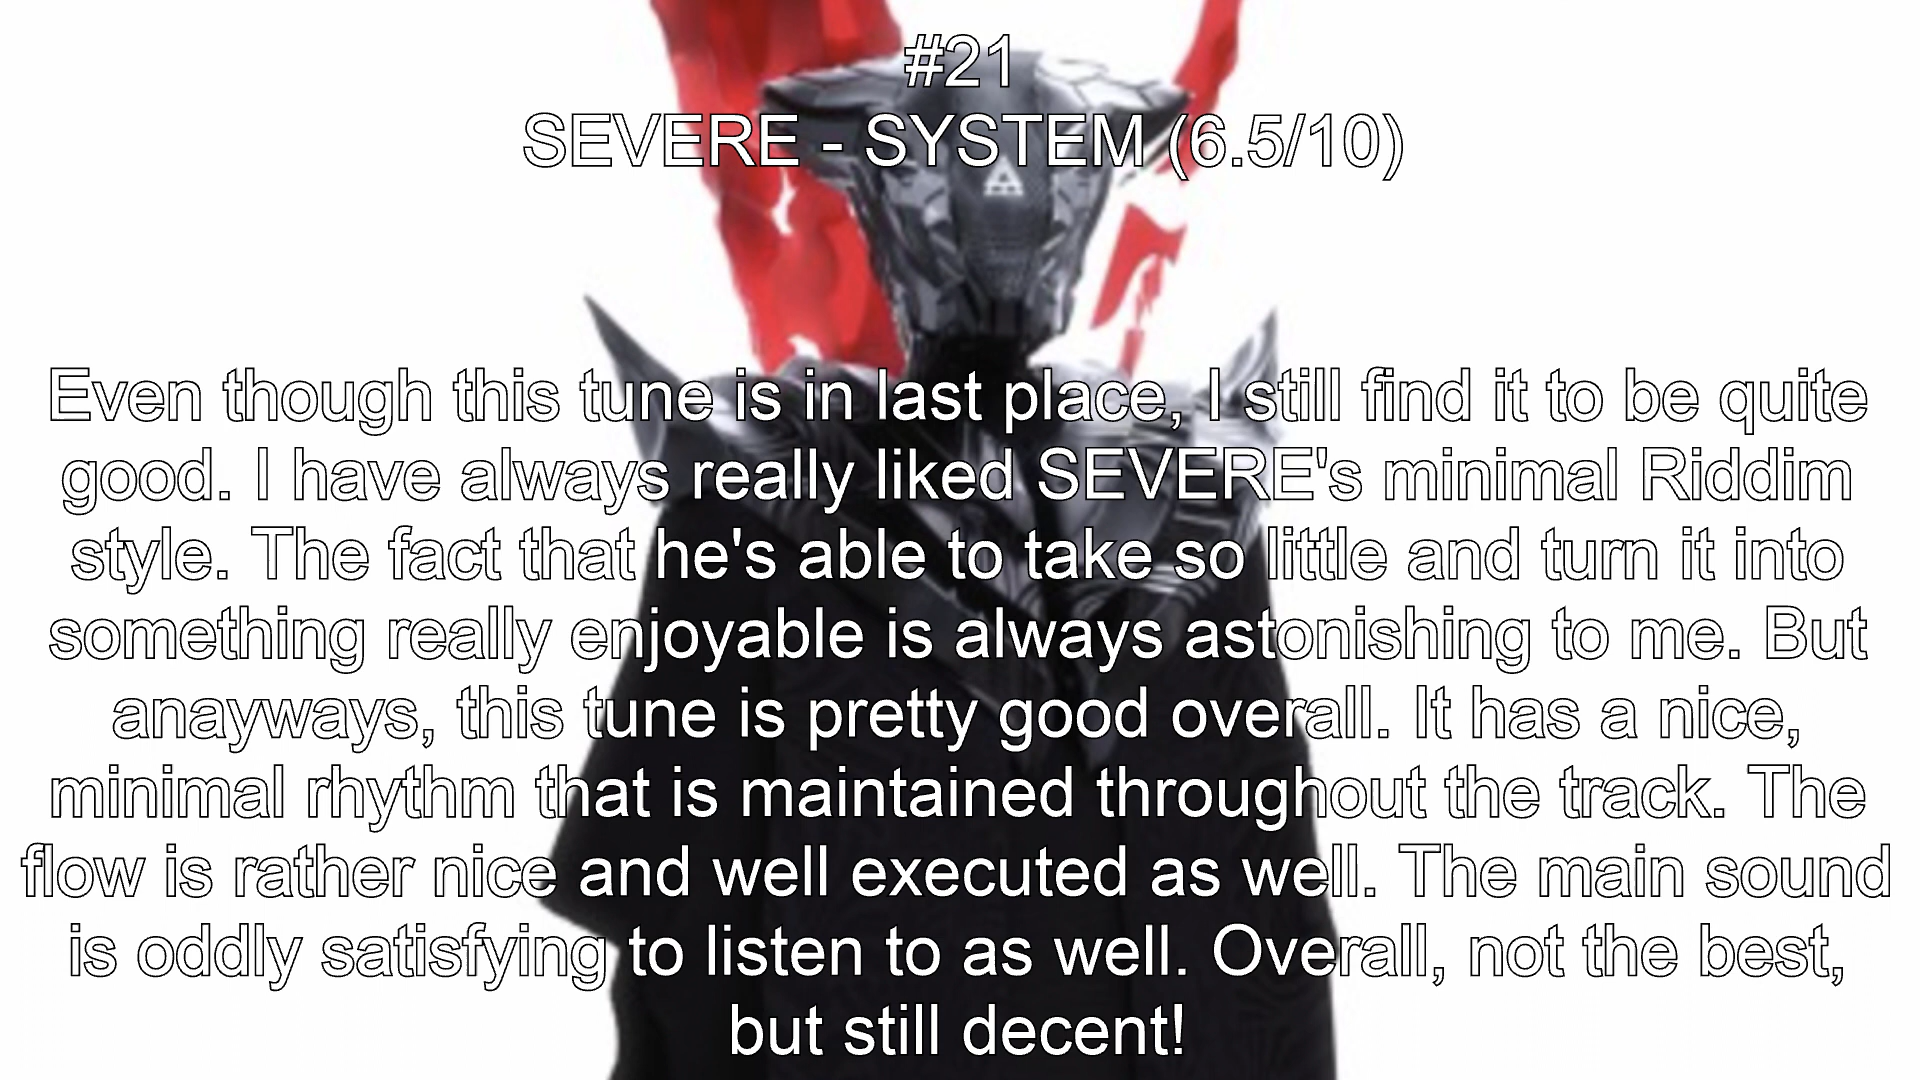 #21
SEVERE - SYSTEM (6.5/10)
Even though this tune is in last place, I still find it to be quite
good. I have always really liked SEVERE's minimal Riddim
style. The fact that he's able to take so little and turn it into
something really enjoyable is always astonishing to me. But
anayways, this tune is pretty good overall. It has a nice,
minimal rhythm that is maintained throughout the track. The
flow is rather nice and well executed as well. The main sound
is oddly satisfying to listen to as well. Overall, not the best,
but still decent!